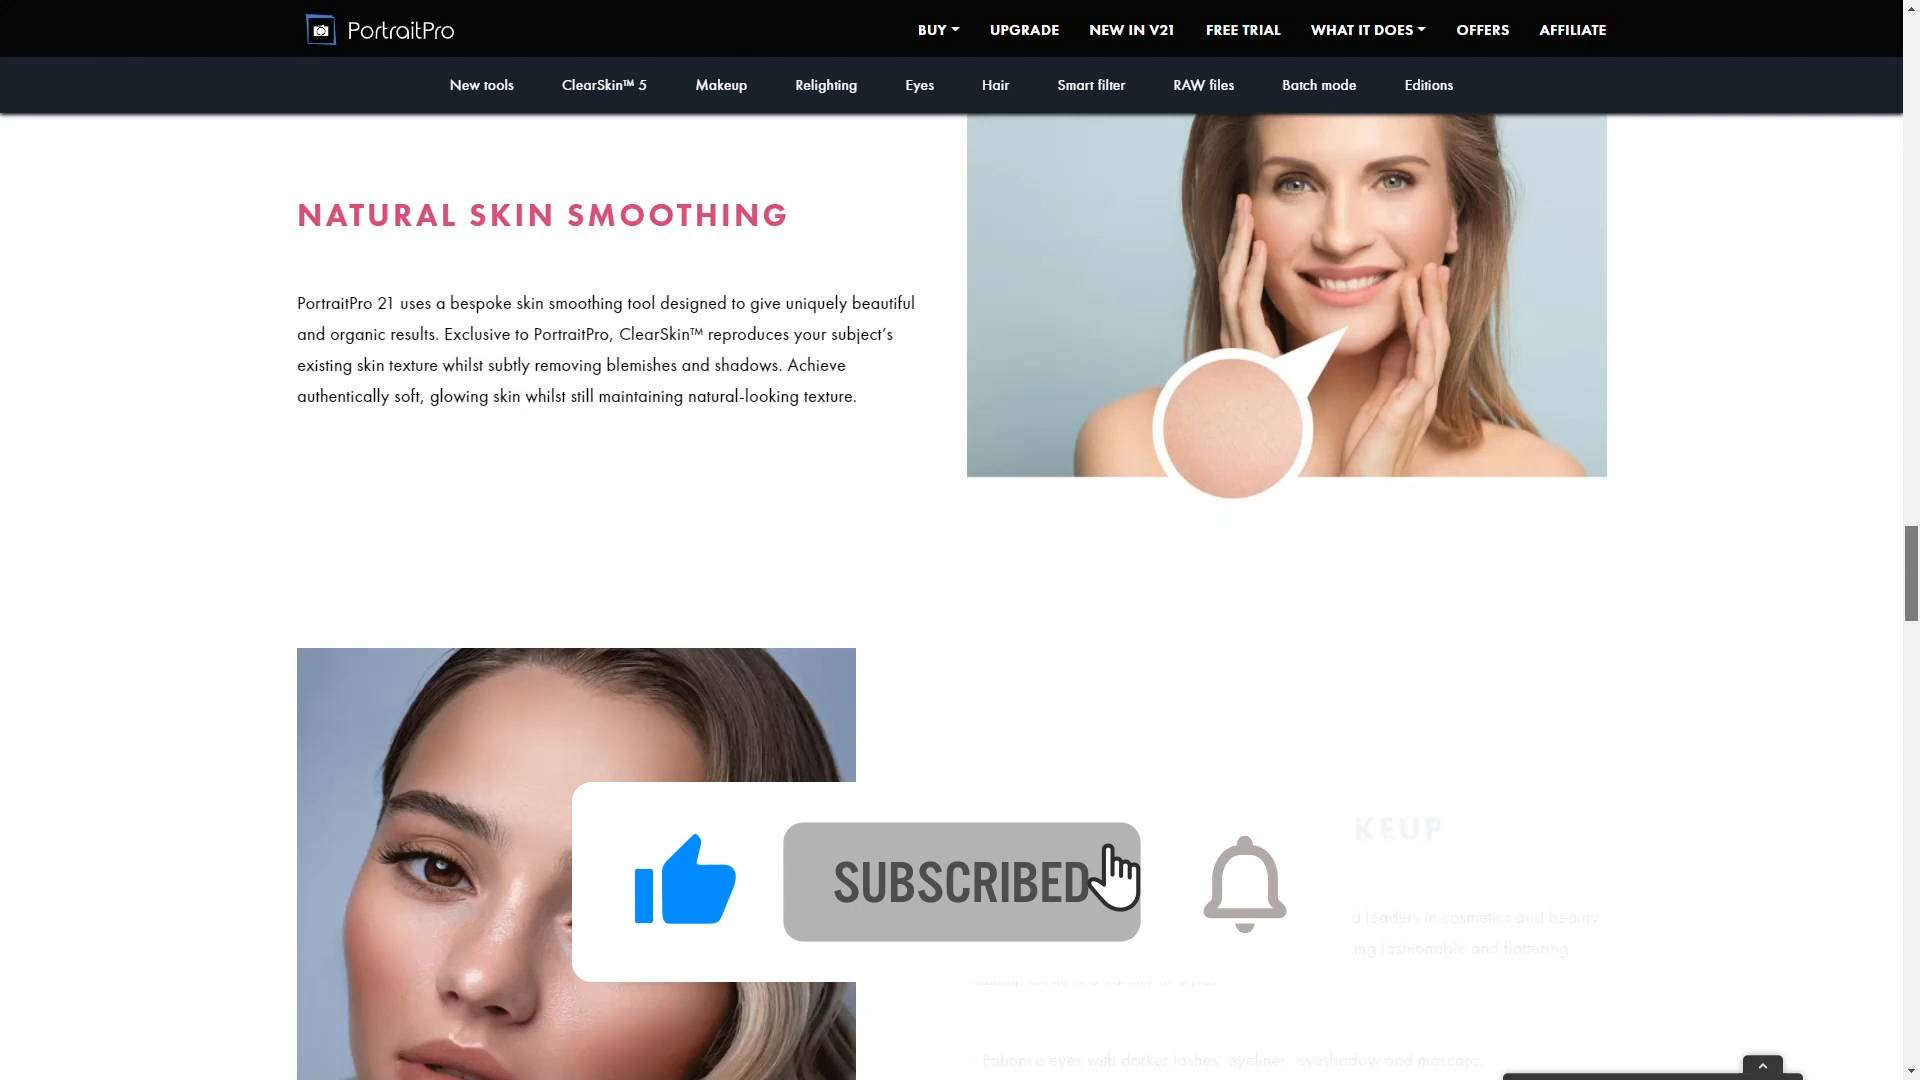 PortraitPro
BUY UPGRADE NEW IN V21 FREE TRIAL WHAT IT DOES OFFERS AFFILIATE
New tools ClearSkin™ 5 Makeup Relighting Eyes Hair Smart filter RAW files Batch mode Editions
NATURAL SKIN SMOOTHING
PortraitPro 21 uses a bespoke skin smoothing tool designed to give uniquely beautiful
and organic results. Exclusive to PortraitPro, ClearSkin™ reproduces your subject's
existing skin texture whilst subtly removing blemishes and shadows. Achieve
authentically soft, glowing skin whilst still maintaining natural-looking texture.
KEUP
SUBSCRIBED
d leaders in cosmetics and beauty
ing fashionable and flattering
- Enhance eyes with darker lashes, eyeliner, eyeshadow and mascara.